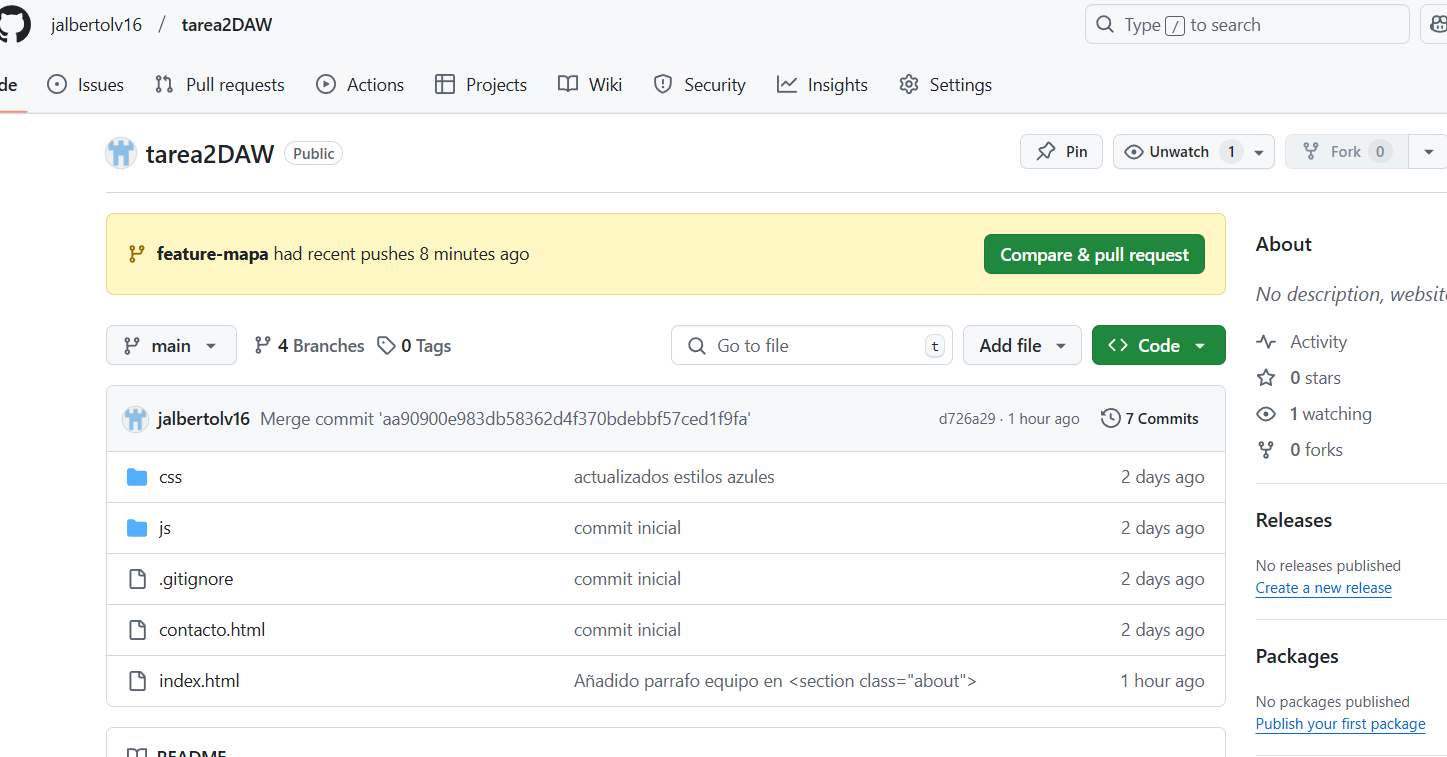 jalbertolv16 / tarea2DAW
Type / to search
de Issues Pull requests Actions Projects Wiki Security Insights Settings
tarea2DAW Public
Pin Unwatch 1 Fork 0
feature-mapa had recent pushes 8 minutes ago
Compare & pull request
main 4 Branches 0 Tags
Go to file t
Add file
Code
jalbertolv16 Merge commit 'aa90900e983db58362d4f370bdebbf57ced1f9fa' d726a29 · 1 hour ago 7 Commits
css actualizados estilos azules 2 days ago
js commit inicial 2 days ago
.gitignore commit inicial 2 days ago
contacto.html commit inicial 2 days ago
index.html Añadido parrafo equipo en <section class="about"> 1 hour ago
README
About
No description, website
Activity
0 stars
1 watching
0 forks
Releases
No releases published
Create a new release
Packages
No packages published
Publish your first package